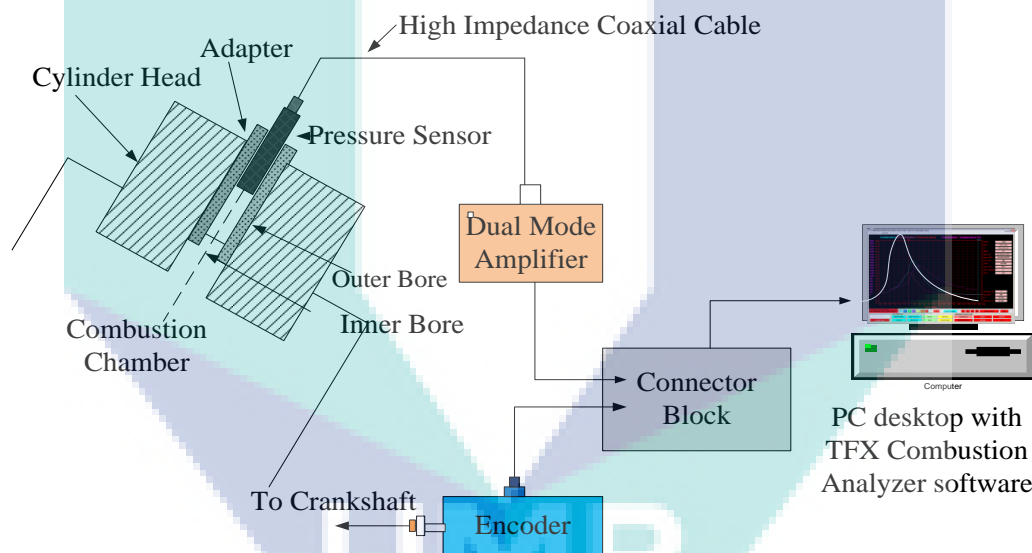 High Impedance Coaxial Cable
Adapter
Cylinder Head
Pressure Sensor
Dual Mode
Amplifier
Outer Bore
Inner Bore
Combustion
Chamber
Connector
Block
Computer
PC desktop with
TFX Combustion
Analyzer software
To Crankshaft
Encoder